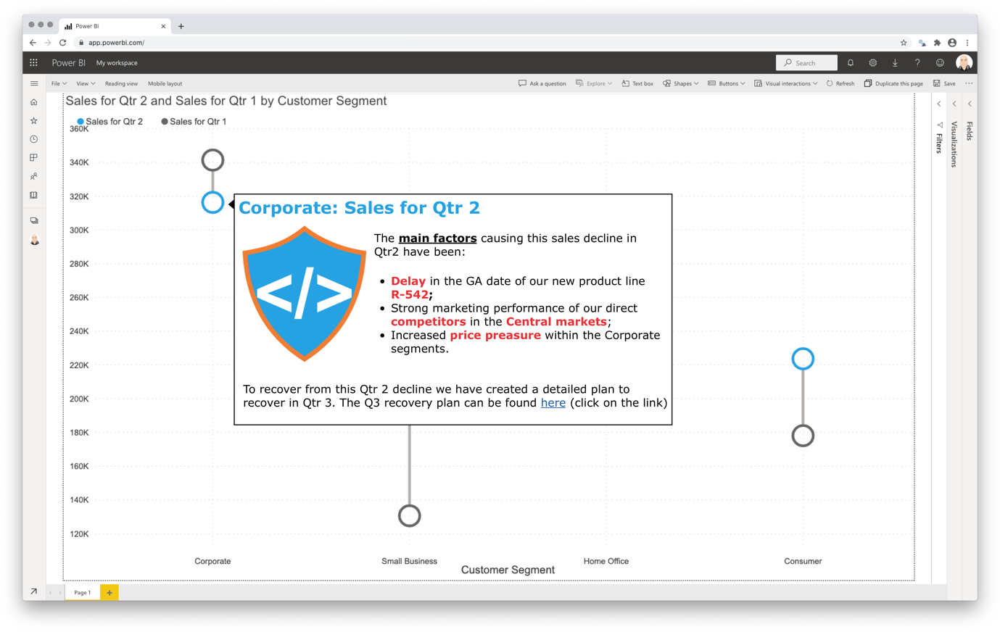 Power BI
app.powerbi.com/
Power BI My workspace Search
File View Reading view Mobile layout Ask a question Explore Text box Shapes Buttons Visual interactions Refresh Duplicate this page Save
Sales for Qtr 2 and Sales for Qtr 1 by Customer Segment
Sales for Qtr 2 Sales for Qtr 1
360K
340K
320K
300K
280K
260K
240K
220K
200K
180K
160K
140K
120K
Corporate: Sales for Qtr 2
</>
The main factors causing this sales decline in
Qtr2 have been:
• Delay in the GA date of our new product line
R-542;
• Strong marketing performance of our direct
competitors in the Central markets;
• Increased price preasure within the Corporate
segments.
To recover from this Qtr 2 decline we have created a detailed plan to
recover in Qtr 3. The Q3 recovery plan can be found here (click on the link)
Corporate Small Business Home Office Consumer
Customer Segment
Filters
Visualizations
Fields
Page 1